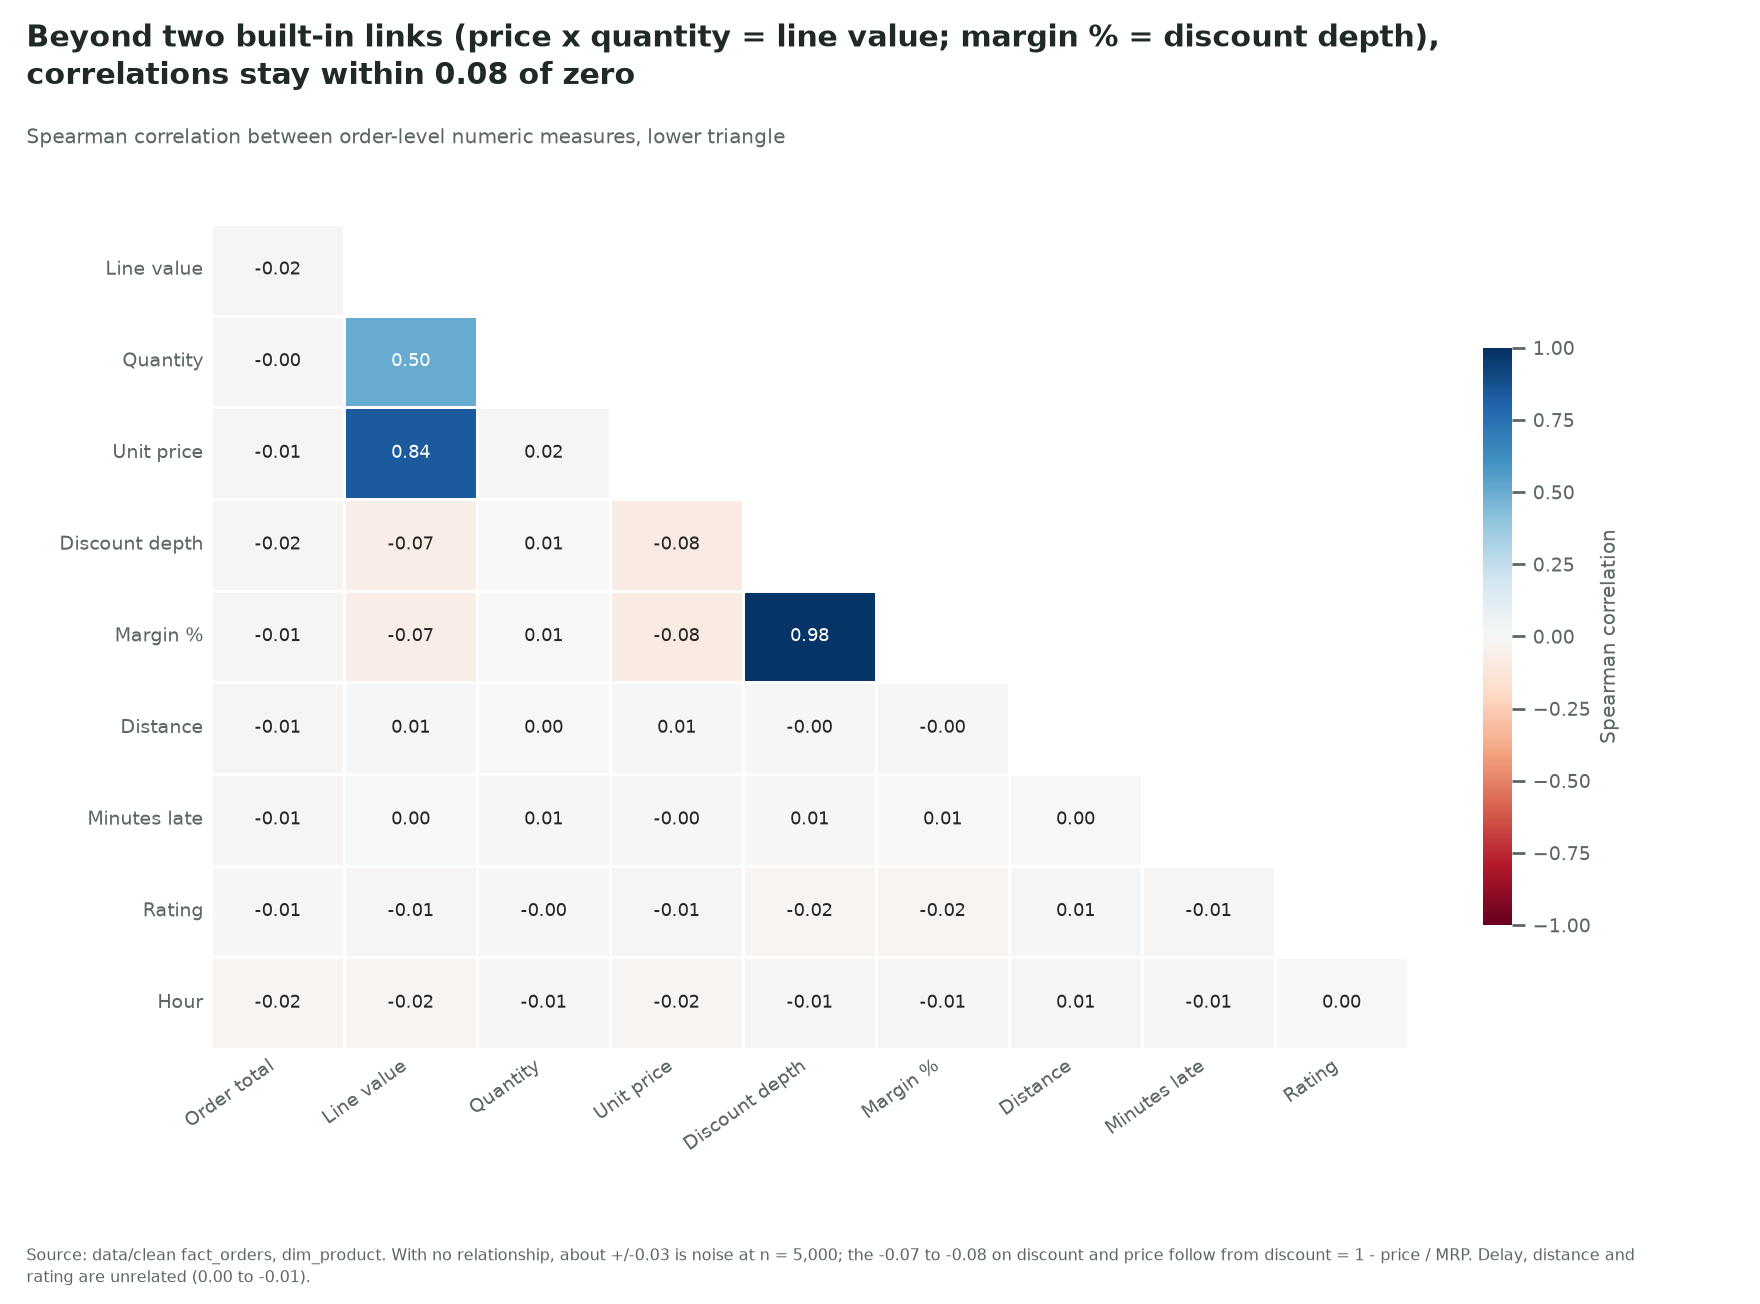 Beyond two built-in links (price x quantity = line value; margin % = discount depth),
correlations stay within 0.08 of zero
Spearman correlation between order-level numeric measures, lower triangle
Line value -0.02
Quantity -0.00 0.50
Unit price -0.01 0.84 0.02
Discount depth -0.02 -0.07 0.01 -0.08
Margin % -0.01 -0.07 0.01 -0.08 0.98
Distance -0.01 0.01 0.00 0.01 -0.00 -0.00
Minutes late -0.01 0.00 0.01 -0.00 0.01 0.01 0.00
Rating -0.01 -0.01 -0.00 -0.01 -0.02 -0.02 0.01 -0.01
Hour -0.02 -0.02 -0.01 -0.02 -0.01 -0.01 0.01 -0.01 0.00
Order total Line value Quantity Unit price Discount depth Margin % Distance Minutes late Rating
1.00
0.75
0.50
0.25
0.00
−0.25
−0.50
−0.75
−1.00
Spearman correlation
Source: data/clean fact_orders, dim_product. With no relationship, about +/-0.03 is noise at n = 5,000; the -0.07 to -0.08 on discount and price follow from discount = 1 - price / MRP. Delay, distance and
rating are unrelated (0.00 to -0.01).